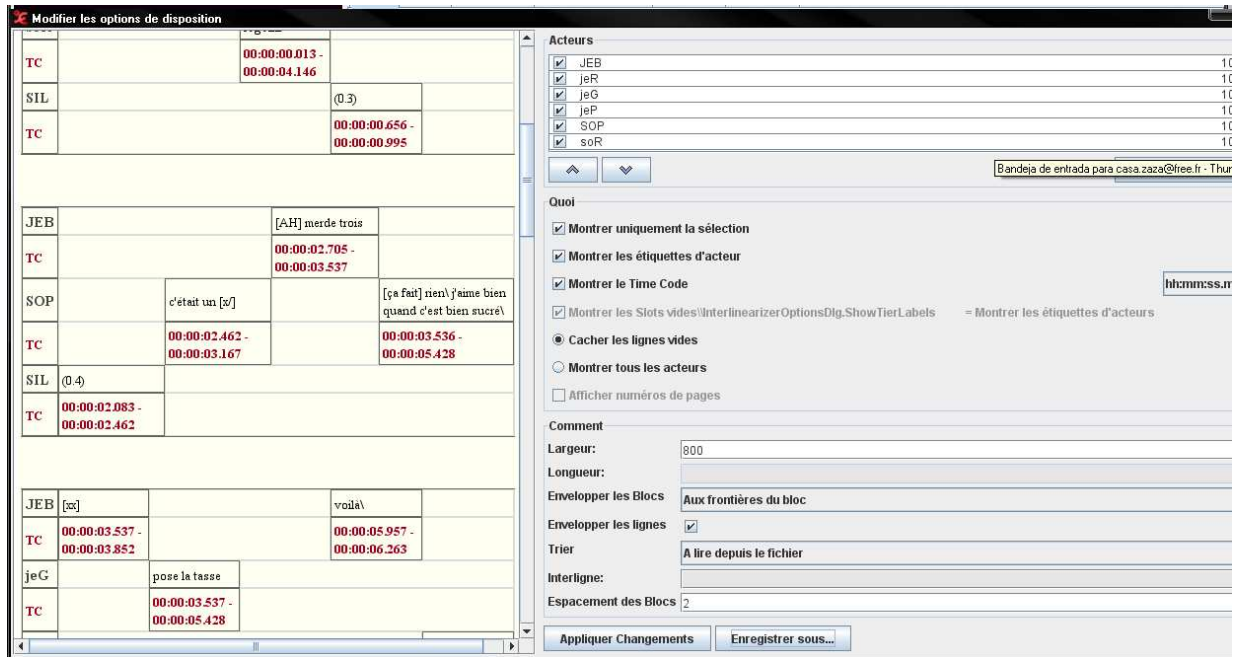 Modifier les options de disposition
TC 00:00:00.013 -
00:00:04.146
SIL (0.3)
TC 00:00:00.656 -
00:00:00.995
JEB [AH] merde trois
TC 00:00:02.705 -
00:00:03.537
SOP c'était un [x/] [ça fait] rien\ j'aime bien
quand c'est bien sucré\
TC 00:00:02.462 - 00:00:03.536 -
00:00:03.167 00:00:05.428
SIL (0.4)
TC 00:00:02.083 -
00:00:02.462
JEB [xx] voilà\
TC 00:00:03.537 - 00:00:05.957 -
00:00:03.852 00:00:06.263
jeG pose la tasse
TC 00:00:03.537 -
00:00:05.428
Acteurs
JEB 10
jeR 10
jeG 10
jeP 10
SOP 10
soR 10
Bandeja de entrada para casa.zaza@free.fr - Thur
Quoi
Montrer uniquement la sélection
Montrer les étiquettes d'acteur
Montrer le Time Code hh:mm:ss.m
Montrer les Slots vides\\InterlinearizerOptionsDlg.ShowTierLabels = Montrer les étiquettes d'acteurs
Cacher les lignes vides
Montrer tous les acteurs
Afficher numéros de pages
Comment
Largeur: 800
Longueur:
Envelopper les Blocs Aux frontières du bloc
Envelopper les lignes
Trier A lire depuis le fichier
Interligne:
Espacement des Blocs 2
Appliquer Changements Enregistrer sous...